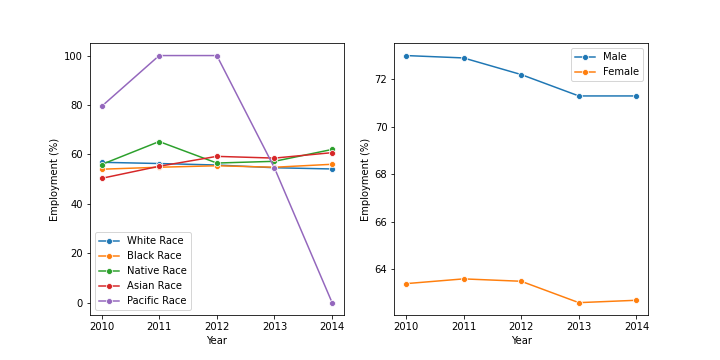 100
80
60
40
20
0
Employment (%)
White Race
Black Race
Native Race
Asian Race
Pacific Race
2010 2011 2012 2013 2014
Year
72
70
68
66
64
Employment (%)
Male
Female
2010 2011 2012 2013 2014
Year